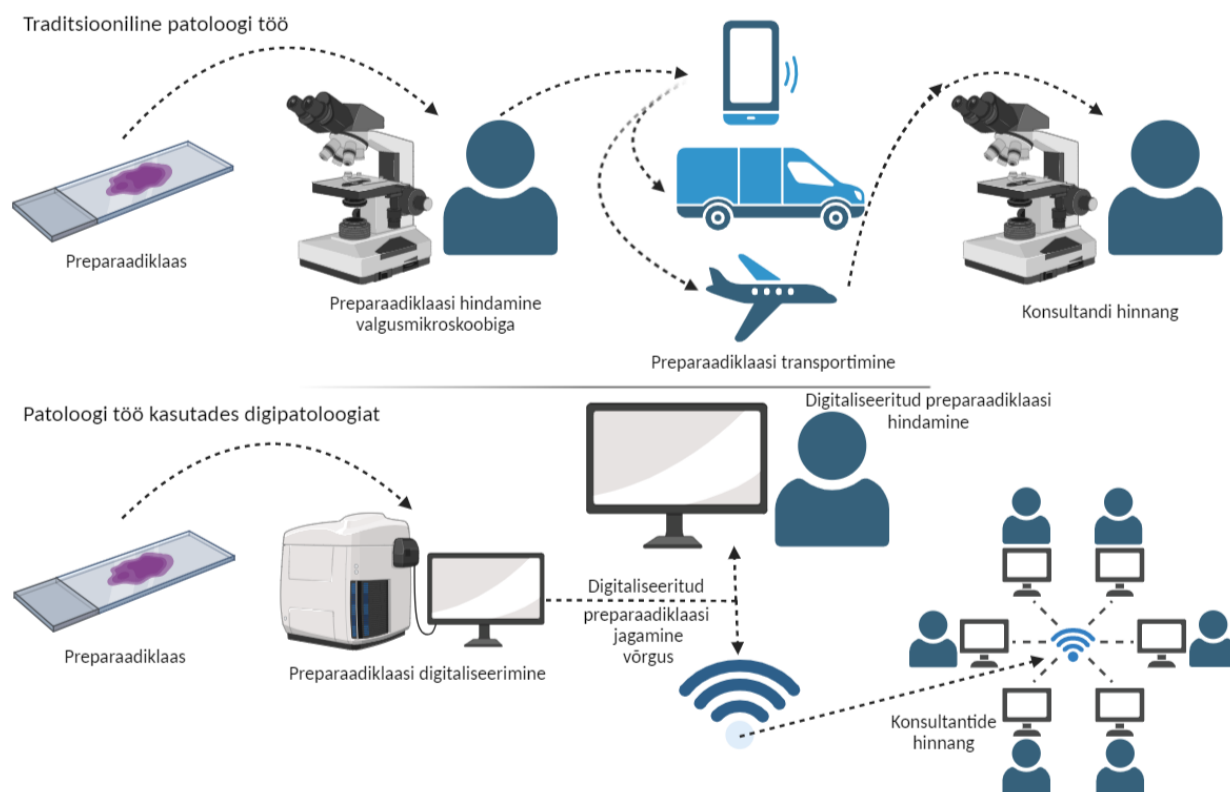 Traditsiooniline patoloogi töö
Preparaadiklaas
Preparaadiklaasi hindamine
valgusmikroskoobiga
Preparaadiklaasi transportimine
Konsultandi hinnang
Patoloogi töö kasutades digipatoloogiat
Digitaliseeritud preparaadiklaasi
hindamine
Preparaadiklaas
Preparaadiklaasi digitaliseerimine
Digitaliseeritud
preparaadiklaasi
jagamine
võrgus
Konsultantide
hinnang